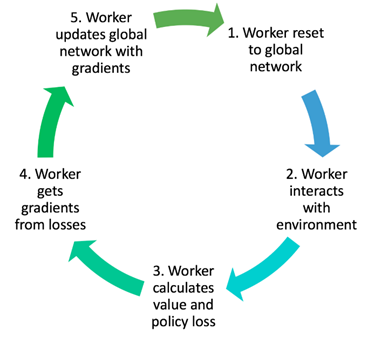 1. Worker reset
to global
network
2. Worker
interacts
with
environment
3. Worker
calculates
value and
policy loss
4. Worker
gets
gradients
from losses
5. Worker
updates global
network with
gradients